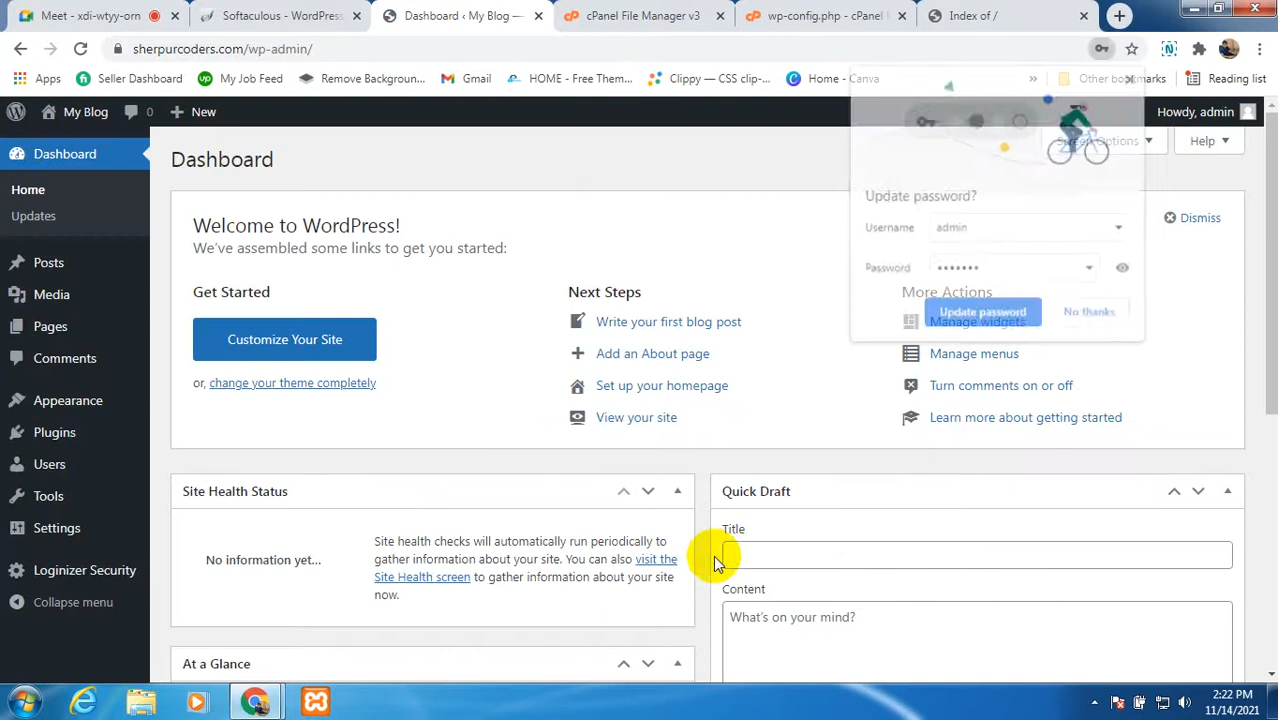 Meet - xdi-wtyy-orn
Softaculous - WordPress
Dashboard ‹ My Blog —
cPanel File Manager v3
wp-config.php - cPanel
Index of /
sherpurcoders.com/wp-admin/
Apps
Seller Dashboard
My Job Feed
Remove Backgroun...
Gmail
HOME - Free Them...
Clippy — CSS clip-...
Home - Canva
»
Other bookmarks
Reading list
My Blog
0
New
Howdy, admin
Dashboard
Home
Updates
Posts
Media
Pages
Comments
Appearance
Plugins
Users
Tools
Settings
Loginizer Security
Collapse menu
Dashboard
Screen Options
Help
Welcome to WordPress!
We've assembled some links to get you started:
Dismiss
Get Started
Customize Your Site
or, change your theme completely
Next Steps
Write your first blog post
Add an About page
Set up your homepage
View your site
More Actions
Manage widgets
Manage menus
Turn comments on or off
Learn more about getting started
Update password?
Username
admin
Password
•••••••
Update password
No thanks
Site Health Status
No information yet...
Site health checks will automatically run periodically to
gather information about your site. You can also visit the
Site Health screen to gather information about your site
now.
At a Glance
Quick Draft
Title
Content
What's on your mind?
2:22 PM
11/14/2021